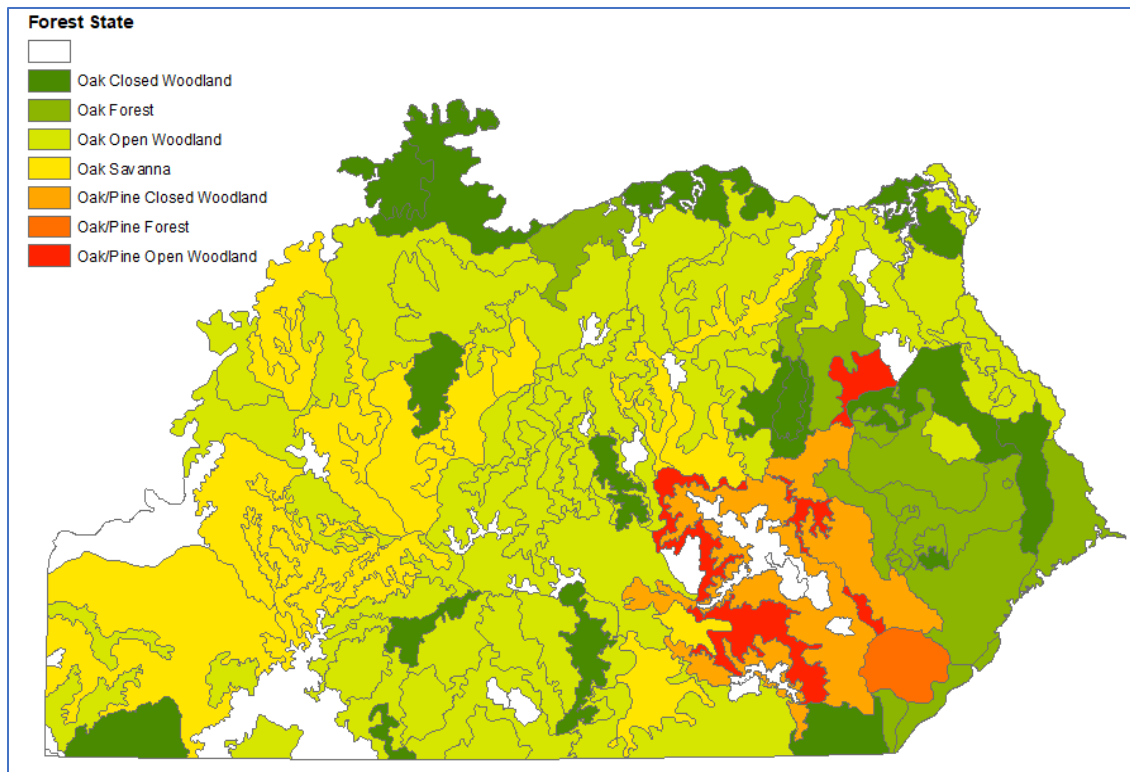 Forest State
Oak Closed Woodland
Oak Forest
Oak Open Woodland
Oak Savanna
Oak/Pine Closed Woodland
Oak/Pine Forest
Oak/Pine Open Woodland